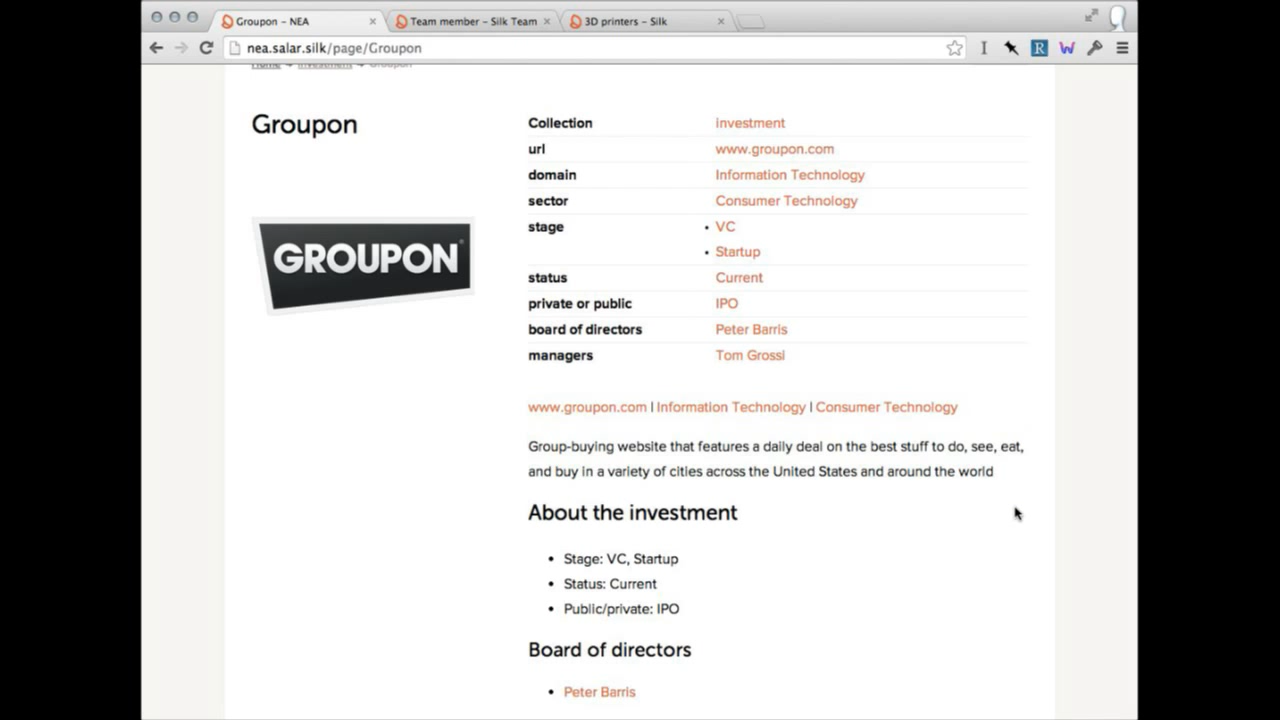 Groupon – NEA
Team member – Silk Team
3D printers – Silk
nea.salar.silk/page/Groupon
Home Investment Groupon
Groupon
GROUPON
Collection investment
url www.groupon.com
domain Information Technology
sector Consumer Technology
stage • VC
• Startup
status Current
private or public IPO
board of directors Peter Barris
managers Tom Grossi
www.groupon.com | Information Technology | Consumer Technology
Group-buying website that features a daily deal on the best stuff to do, see, eat,
and buy in a variety of cities across the United States and around the world
About the investment
• Stage: VC, Startup
• Status: Current
• Public/private: IPO
Board of directors
• Peter Barris